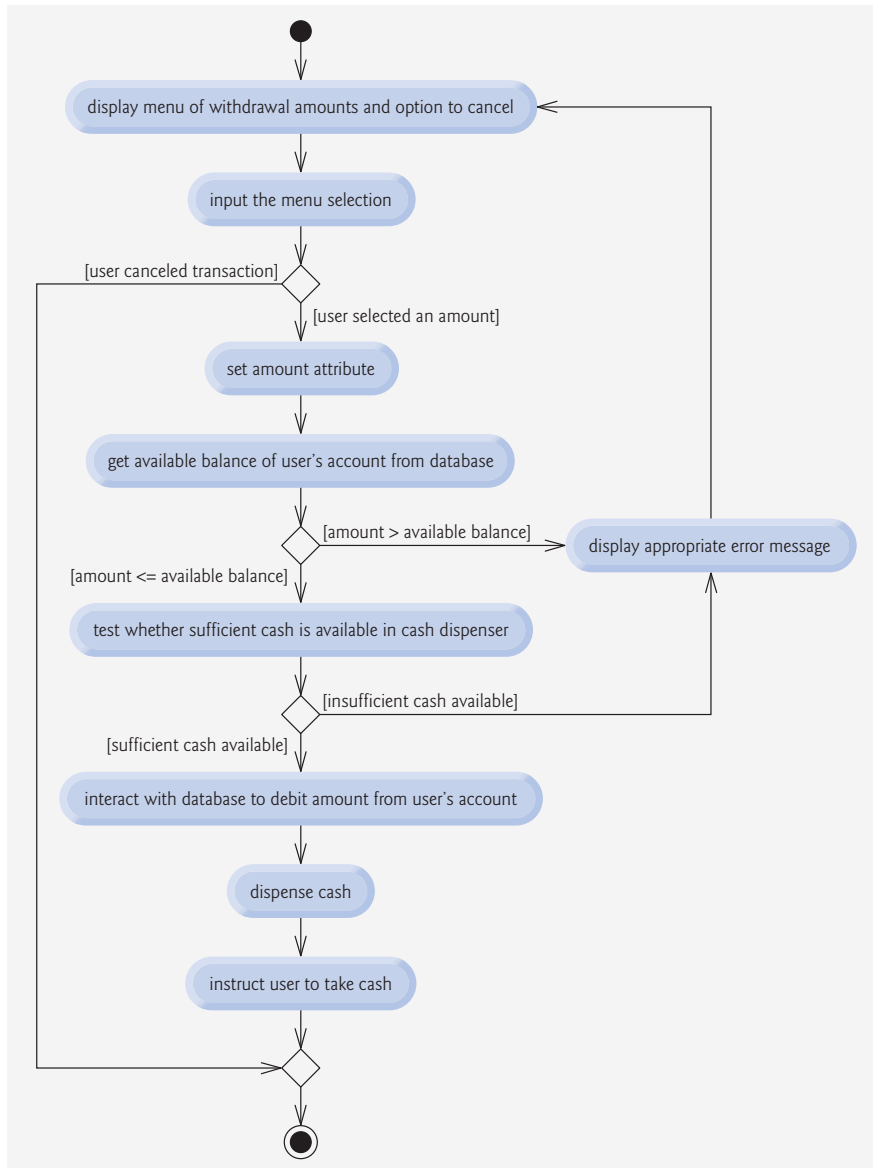 display menu of withdrawal amounts and option to cancel
input the menu selection
[user canceled transaction]
[user selected an amount]
set amount attribute
get available balance of user's account from database
[amount > available balance]
display appropriate error message
[amount <= available balance]
test whether sufficient cash is available in cash dispenser
[insufficient cash available]
[sufficient cash available]
interact with database to debit amount from user's account
dispense cash
instruct user to take cash